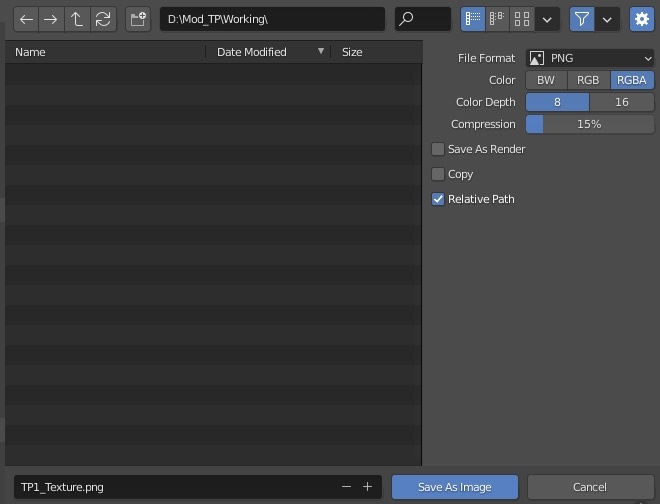 D:\Mod_TP\Working\
Name Date Modified Size
File Format PNG
Color BW RGB RGBA
Color Depth 8 16
Compression 15%
Save As Render
Copy
Relative Path
TP1_Texture.png Save As Image Cancel